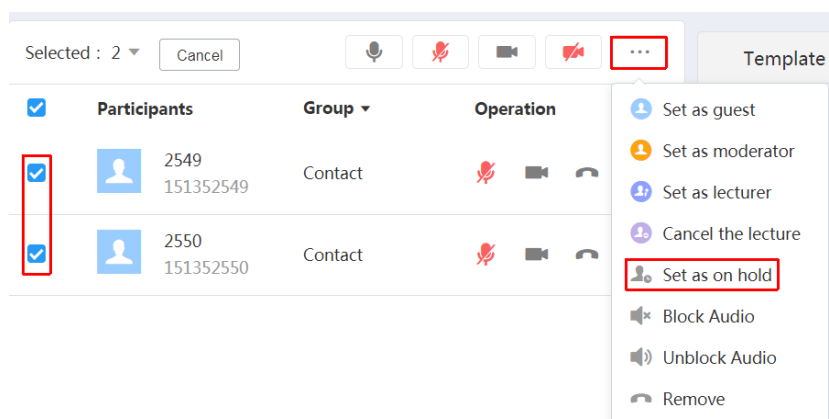 Selected : 2
Cancel
Template
Participants
Group
Operation
2549
151352549
Contact
2550
151352550
Contact
Set as guest
Set as moderator
Set as lecturer
Cancel the lecture
Set as on hold
Block Audio
Unblock Audio
Remove